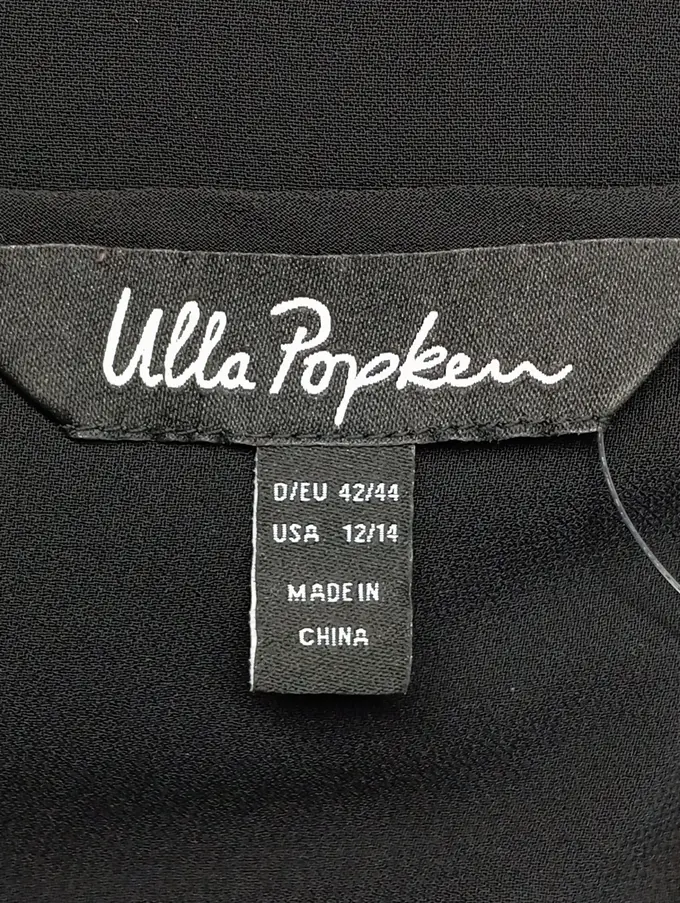 Ulla Popken
D/EU 42/44
USA 12/14
MADE IN
CHINA